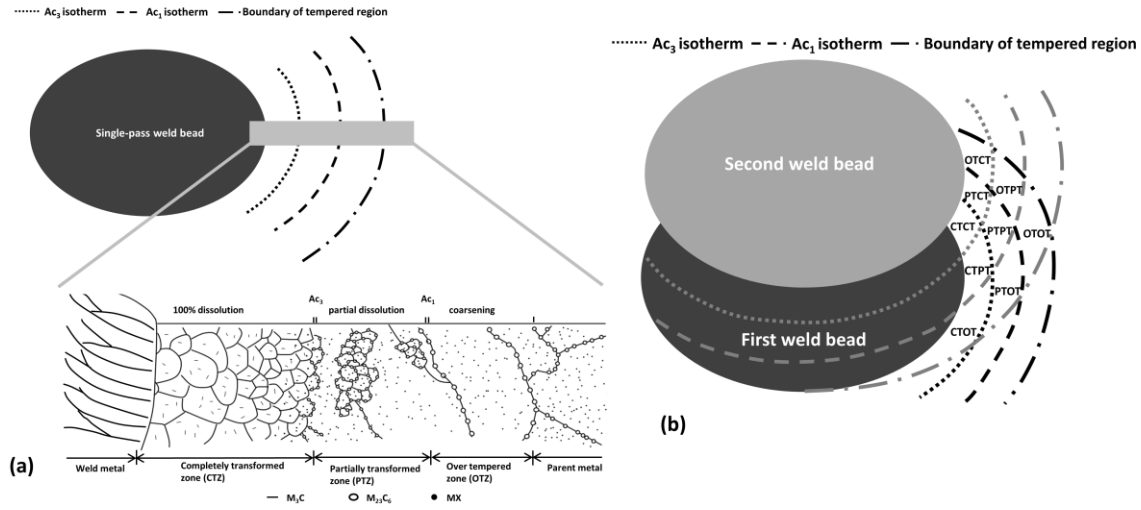 Ac3 isotherm Ac1 isotherm Boundary of tempered region
Single-pass weld bead
100% dissolution Ac3 partial dissolution Ac1 coarsening
Weld metal Completely transformed zone (CTZ) Partially transformed zone (PTZ) Over tempered zone (OTZ) Parent metal
(a)
M3C M23C6 MX
Ac3 isotherm Ac1 isotherm Boundary of tempered region
Second weld bead
OTCT
OTPT
PTCT
CTCT PTPT OTOT
CTPT
PTOT
CTOT
First weld bead
(b)